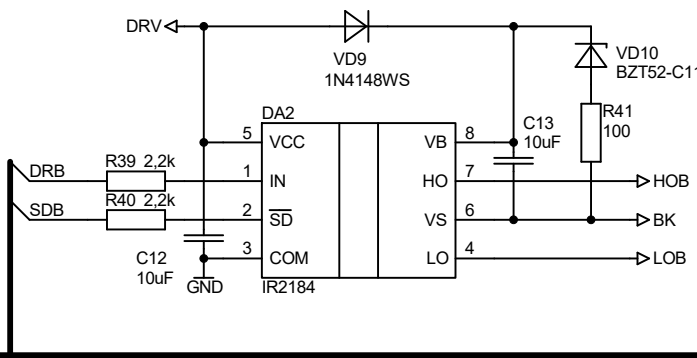 DRV
VD9
1N4148WS
VD10
BZT52-C11
DA2
R41
100
C13
10uF
5 VCC VB 8
DRB R39 2,2k 1 IN HO 7 HOB
SDB R40 2,2k 2 SD VS 6 BK
3 COM LO 4 LOB
C12
10uF
GND
IR2184